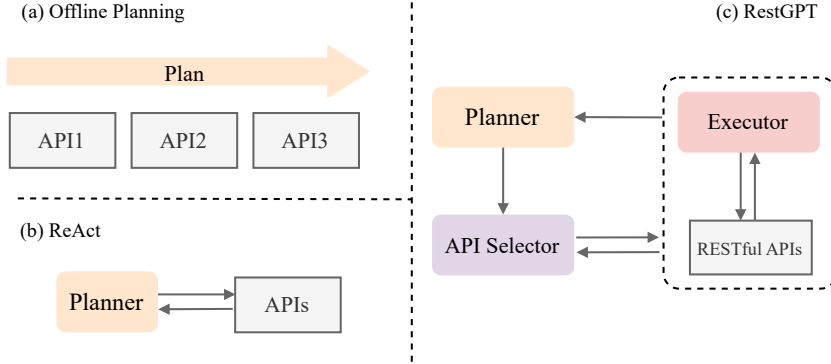 (a) Offline Planning
Plan
API1 API2 API3
(b) ReAct
Planner APIs
(c) RestGPT
Planner Executor
API Selector RESTful APIs